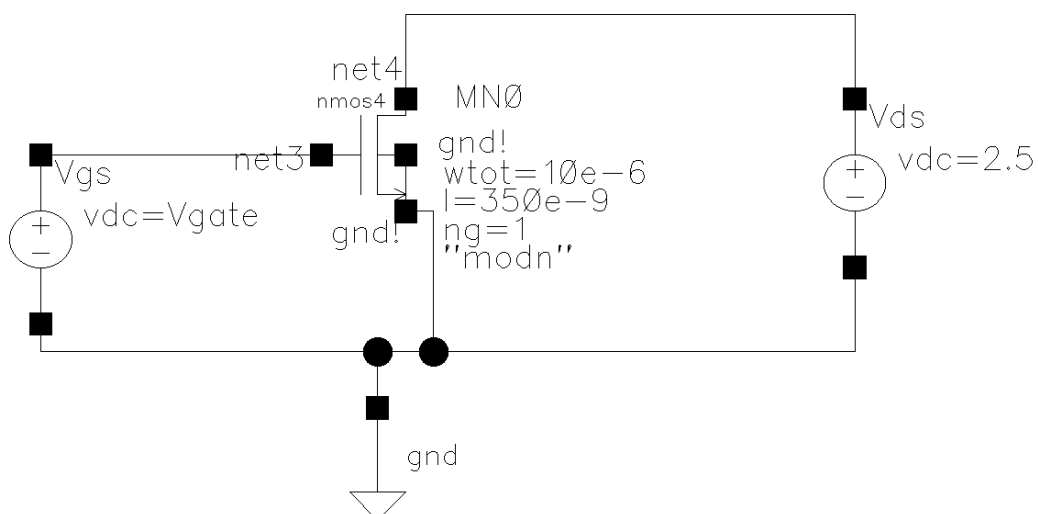 net4
nmos4
MN0
net3
gnd!
Vds
Vgs
wtot=10e-6
vdc=2.5
vdc=Vgate
l=350e-9
gnd!
ng=1
"modn"
gnd